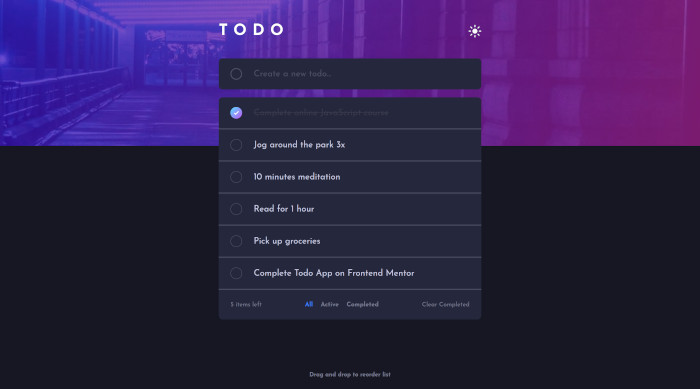 TODO
Create a new todo...
Complete online JavaScript course
Jog around the park 3x
10 minutes meditation
Read for 1 hour
Pick up groceries
Complete Todo App on Frontend Mentor
5 items left All Active Completed Clear Completed
Drag and drop to reorder list